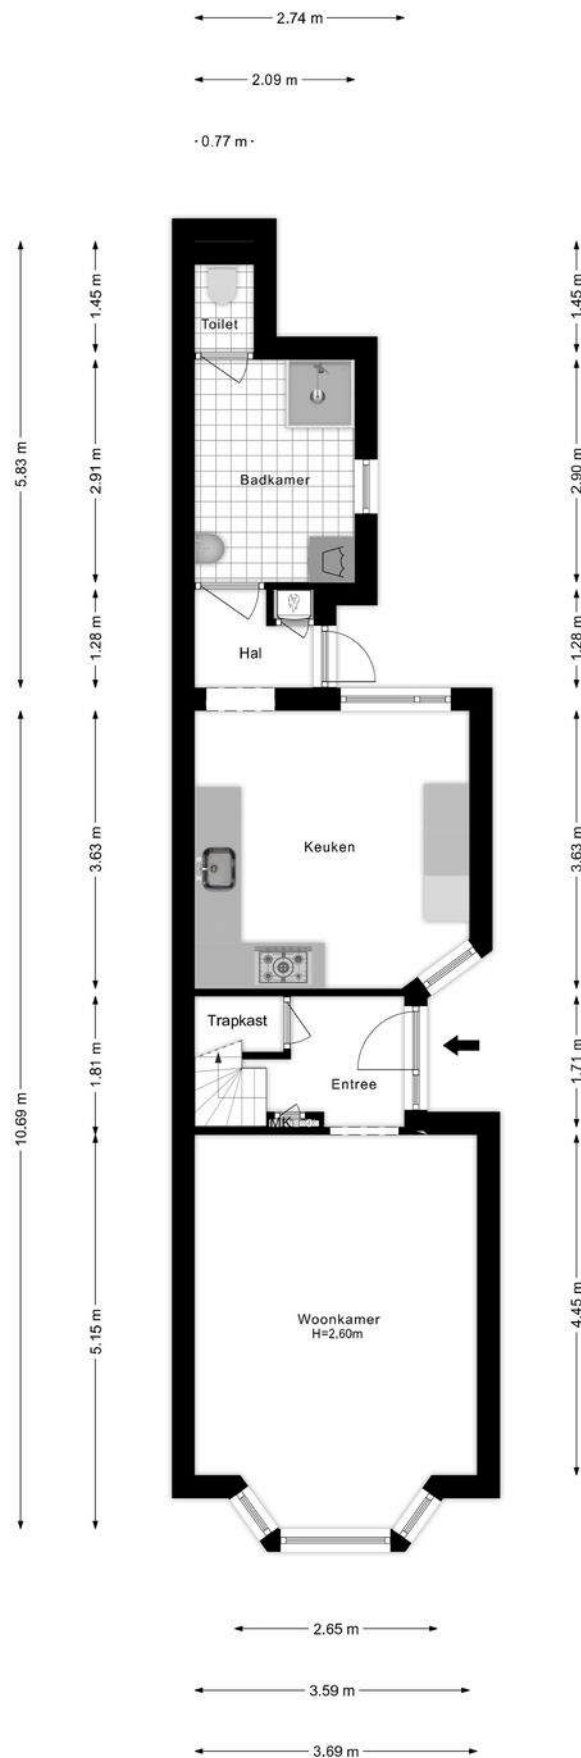 2.74 m
2.09 m
0.77 m
1.45 m
1.45 m
Toilet
5.83 m
2.91 m
Badkamer
2.90 m
1.28 m
Hal
1.28 m
3.63 m
Keuken
3.63 m
10.69 m
1.81 m
Trapkast
Entree
1.71 m
MK
5.15 m
Woonkamer
H=2,60m
4.45 m
2.65 m
3.59 m
3.69 m